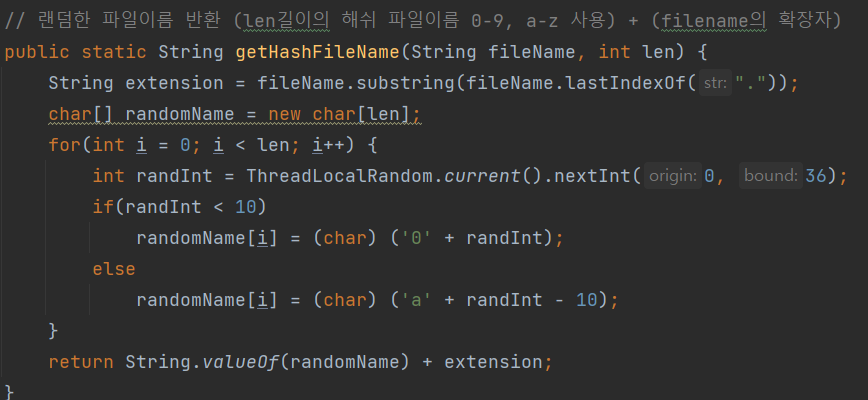 // 랜덤한 파일이름 반환 (len길이의 해쉬 파일이름 0-9, a-z 사용) + (filename의 확장자)
public static String getHashFileName(String fileName, int len) {
    String extension = fileName.substring(fileName.lastIndexOf( str: "."));
    char[] randomName = new char[len];
    for(int i = 0; i < len; i++) {
        int randInt = ThreadLocalRandom.current().nextInt( origin: 0, bound: 36);
        if(randInt < 10)
            randomName[i] = (char) ('0' + randInt);
        else
            randomName[i] = (char) ('a' + randInt - 10);
    }
    return String.valueOf(randomName) + extension;
}